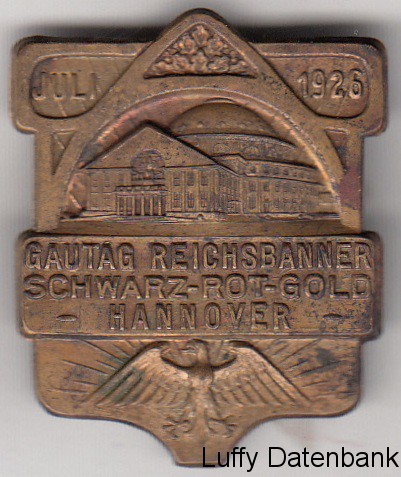 JULI 1926
GAUTAG REICHSBANNER
SCHWARZ-ROT-GOLD
- HANNOVER -
Luffy Datenbank